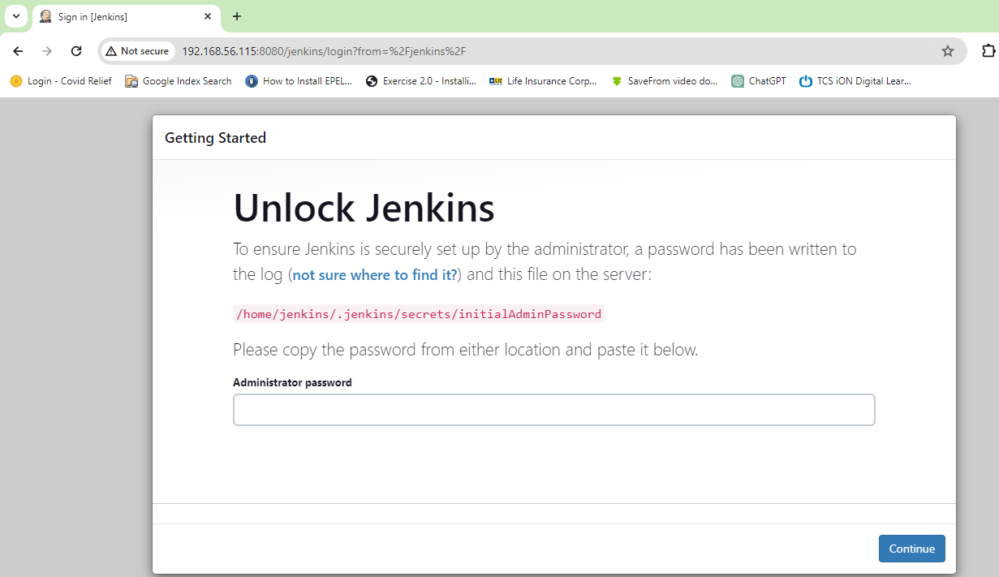 Sign in [Jenkins]
Not secure 192.168.56.115:8080/jenkins/login?from=%2Fjenkins%2F
Login - Covid Relief Google Index Search How to Install EPEL... Exercise 2.0 - Installi... LIC Life Insurance Corp... SaveFrom video do... ChatGPT TCS iON Digital Lear...
Getting Started
Unlock Jenkins
To ensure Jenkins is securely set up by the administrator, a password has been written to
the log (not sure where to find it?) and this file on the server:
/home/jenkins/.jenkins/secrets/initialAdminPassword
Please copy the password from either location and paste it below.
Administrator password
Continue